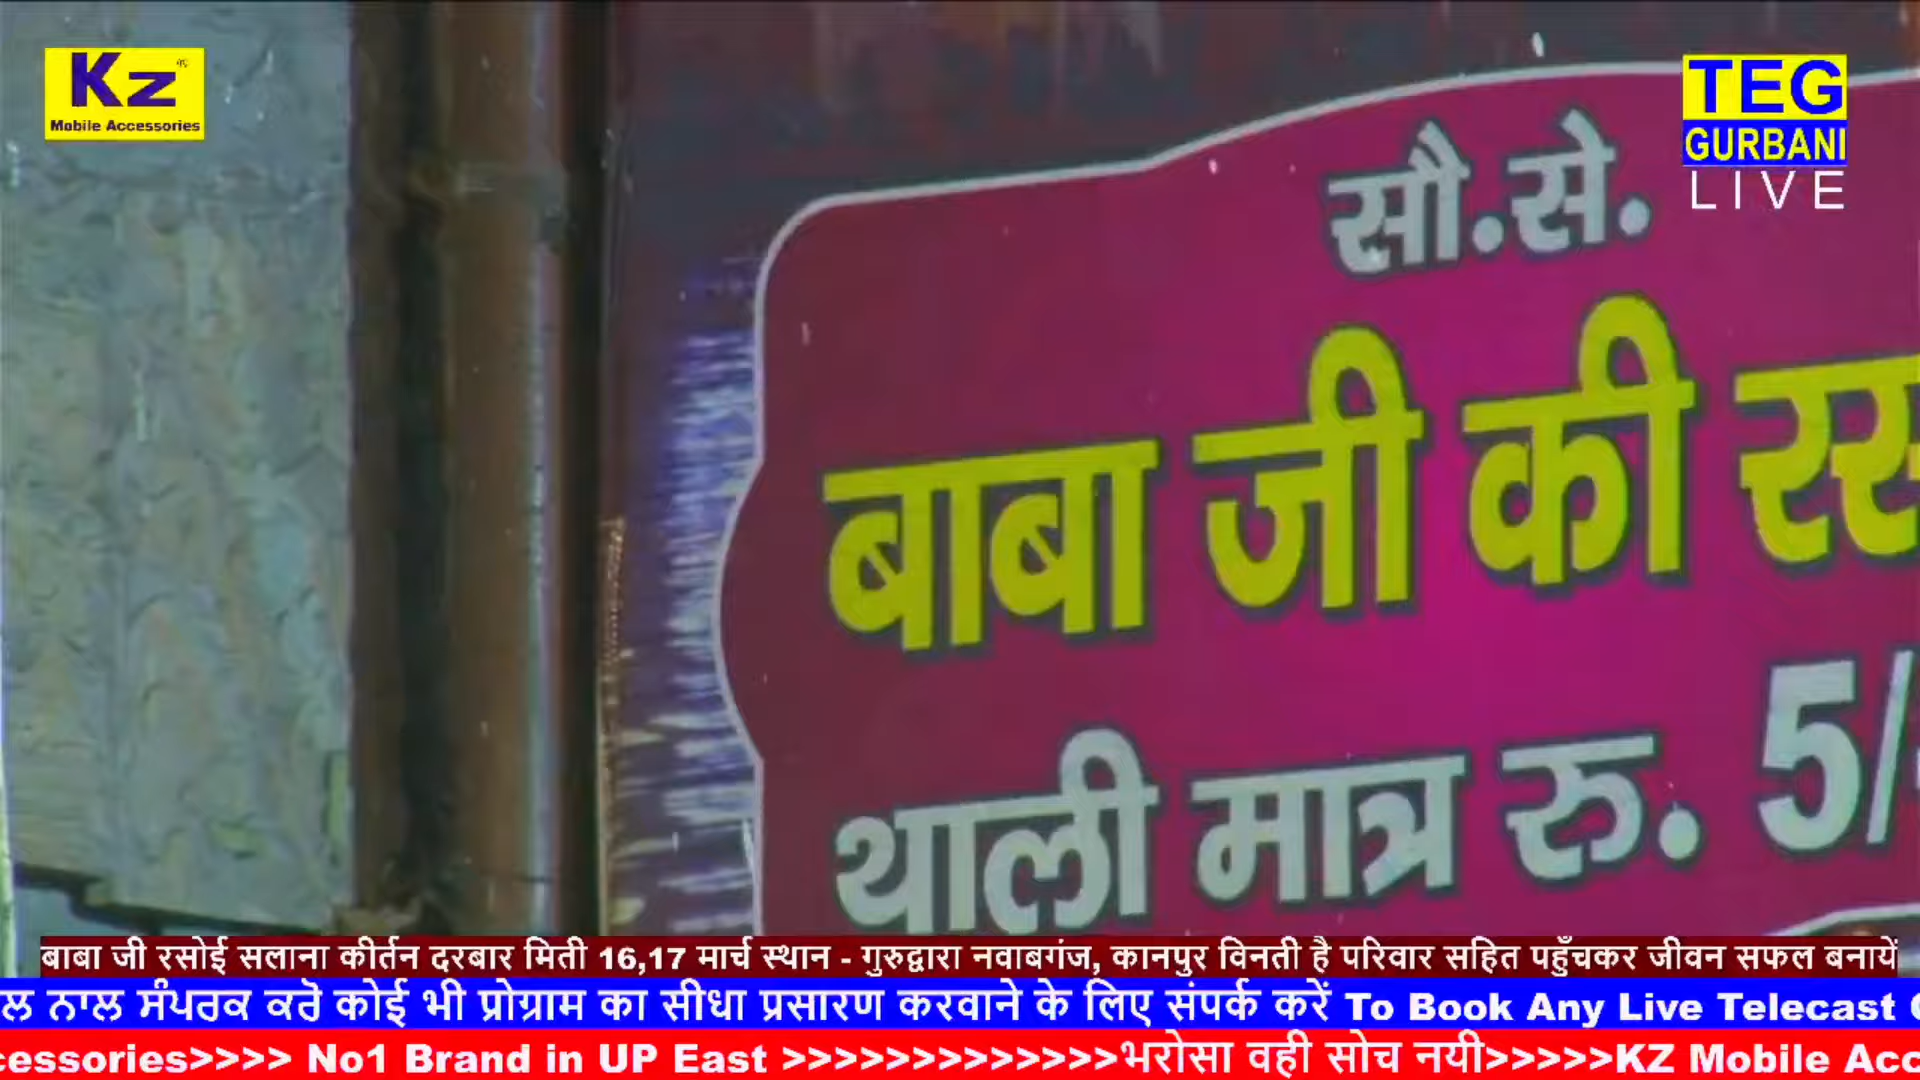 Kz
Mobile Accessories
TEG
GURBANI
LIVE
सौ.से.
बाबा जी की रस
थाली मात्र रु. 5/-
बाबा जी रसोई सलाना कीर्तन दरबार मिती 16,17 मार्च स्थान - गुरुद्वारा नवाबगंज, कानपुर विनती है परिवार सहित पहुँचकर जीवन सफल बनायें
ਲ ਨਾਲ ਸੰਪਰਕ ਕਰੋ कोई भी प्रोग्राम का सीधा प्रसारण करवाने के लिए संपर्क करें To Book Any Live Telecast
cessories>>>> No1 Brand in UP East >>>>>>>>>>>>>भरोसा वही सोच नयी>>>>>KZ Mobile Acc